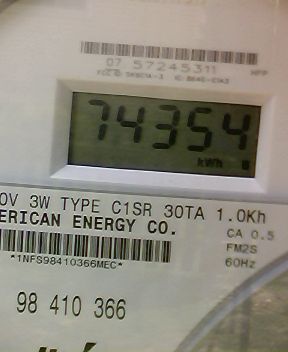 07 57245311
74354
kWh
0V 3W TYPE C1SR 30TA 1.0Kh
ERICAN ENERGY CO.
CA 0.5
FM2S
*1NFS98410366MEC*
60Hz
98 410 366